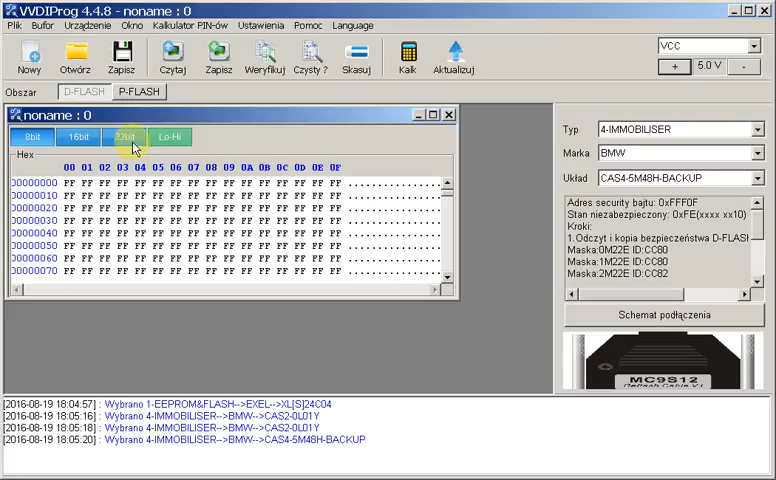 VVDIProg 4.4.8 - noname : 0
Plik Bufor Urządzenie Okno Kalkulator PIN-ów Ustawienia Pomoc Language
Nowy Otwórz Zapisz Czytaj Zapisz Weryfikuj Czysty ? Skasuj Kalk Aktualizuj
VCC
+ 5.0 V -
Obszar D-FLASH P-FLASH
noname : 0
8bit 16bit 32bit Lo-Hi
Hex
00 01 02 03 04 05 06 07 08 09 0A 0B 0C 0D 0E 0F
00000000 FF FF FF FF FF FF FF FF FF FF FF FF FF FF FF FF ................
00000010 FF FF FF FF FF FF FF FF FF FF FF FF FF FF FF FF ................
00000020 FF FF FF FF FF FF FF FF FF FF FF FF FF FF FF FF ................
00000030 FF FF FF FF FF FF FF FF FF FF FF FF FF FF FF FF ................
00000040 FF FF FF FF FF FF FF FF FF FF FF FF FF FF FF FF ................
00000050 FF FF FF FF FF FF FF FF FF FF FF FF FF FF FF FF ................
00000060 FF FF FF FF FF FF FF FF FF FF FF FF FF FF FF FF ................
00000070 FF FF FF FF FF FF FF FF FF FF FF FF FF FF FF FF ................
Typ 4-IMMOBILISER
Marka BMW
Układ CAS4-5M48H-BACKUP
Adres security bajtu: 0xFFF0F
Stan niezabezpieczony: 0xFE(xxxx xx10)
Kroki:
1.Odczyt i kopia bezpieczeństwa D-FLASH
Maska:0M22E ID:CC80
Maska:1M22E ID:CC80
Maska:2M22E ID:CC82
Schemat podłączenia
MC9S12
Reflash Cable V1
[2016-08-19 18:04:57] : Wybrano 1-EEPROM&FLASH-->EXEL-->XL[S]24C04
[2016-08-19 18:05:16] : Wybrano 4-IMMOBILISER-->BMW-->CAS2-0L01Y
[2016-08-19 18:05:18] : Wybrano 4-IMMOBILISER-->BMW-->CAS2-0L01Y
[2016-08-19 18:05:20] : Wybrano 4-IMMOBILISER-->BMW-->CAS4-5M48H-BACKUP